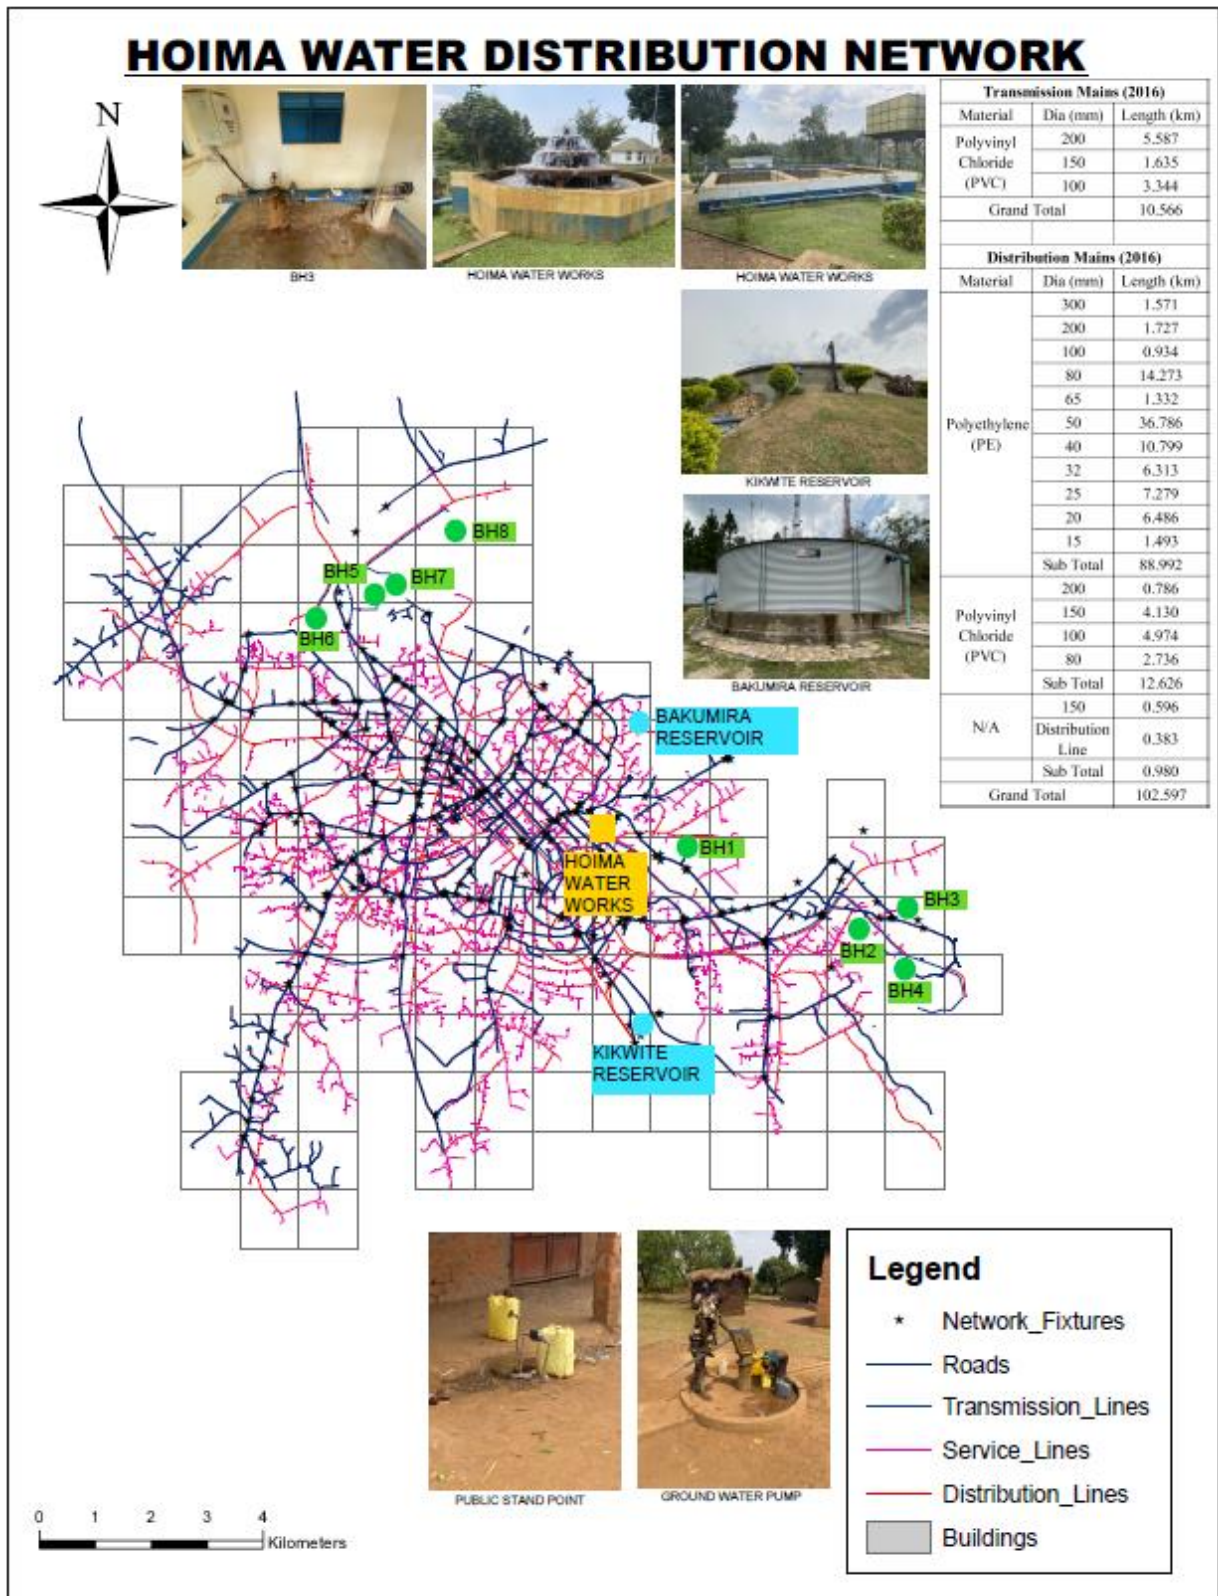 HOIMA WATER DISTRIBUTION NETWORK
N
BH3
HOIMA WATER WORKS
HOIMA WATER WORKS
Transmission Mains (2016)
Material Dia (mm) Length (km)
Polyvinyl Chloride (PVC) 200 5.587
150 1.635
100 3.344
Grand Total 10.566
Distribution Mains (2016)
Material Dia (mm) Length (km)
Polyethylene (PE) 300 1.571
200 1.727
100 0.934
80 14.273
65 1.332
50 36.786
40 10.799
32 6.313
25 7.279
20 6.486
15 1.493
Sub Total 88.992
Polyvinyl Chloride (PVC) 200 0.786
150 4.130
100 4.974
80 2.736
Sub Total 12.626
N/A 150 0.596
Distribution Line 0.383
Sub Total 0.980
Grand Total 102.597
KIKWITE RESERVOIR
BAKUMIRA RESERVOIR
BH8
BH5
BH7
BH6
BAKUMIRA
RESERVOIR
HOIMA
WATER
WORKS
BH1
BH3
BH2
BH4
KIKWITE
RESERVOIR
PUBLIC STAND POINT
GROUND WATER PUMP
Legend
Network_Fixtures
Roads
Transmission_Lines
Service_Lines
Distribution_Lines
Buildings
0 1 2 3 4
Kilometers